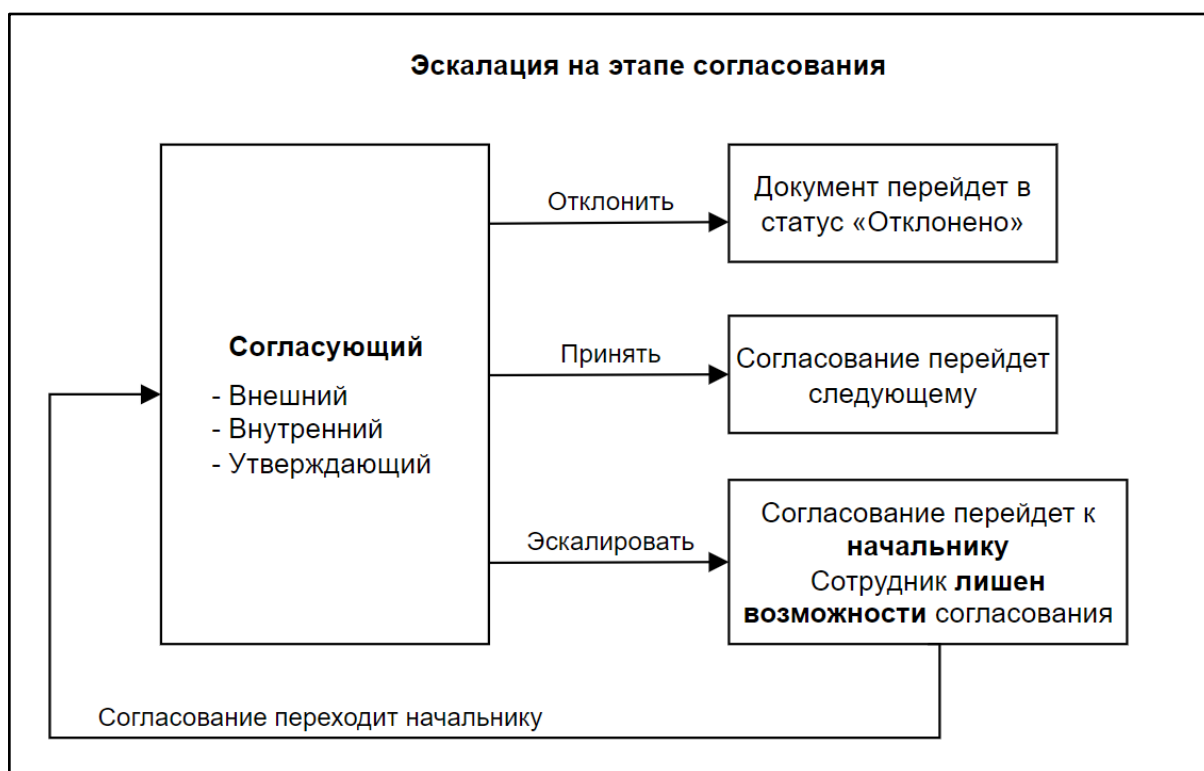 Эскалация на этапе согласования
Отклонить
Документ перейдет в
статус «Отклонено»
Согласующий
- Внешний
- Внутренний
- Утверждающий
Принять
Согласование перейдет
следующему
Эскалировать
Согласование перейдет к
начальнику
Сотрудник лишен
возможности согласования
Согласование переходит начальнику